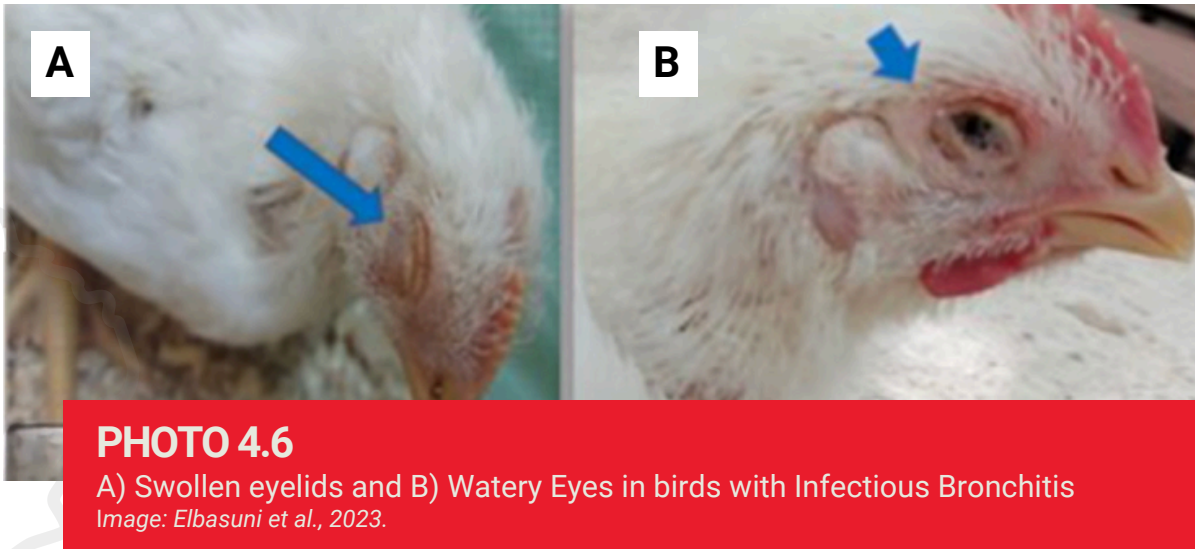 A
B
PHOTO 4.6
A) Swollen eyelids and B) Watery Eyes in birds with Infectious Bronchitis
Image: Elbasuni et al., 2023.